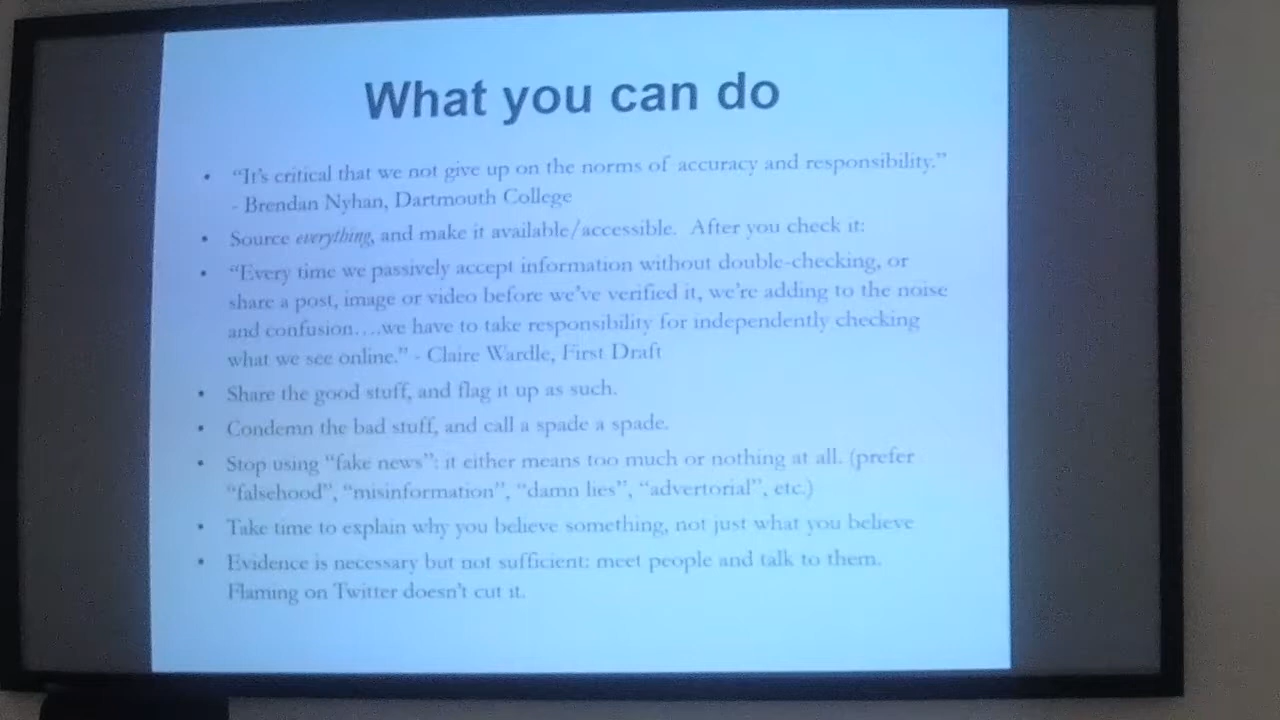 What you can do
• “It’s critical that we not give up on the norms of accuracy and responsibility.”
- Brendan Nyhan, Dartmouth College
• Source everything, and make it available/accessible. After you check it:
• “Every time we passively accept information without double-checking, or
share a post, image or video before we’ve verified it, we’re adding to the noise
and confusion….we have to take responsibility for independently checking
what we see online.” - Claire Wardle, First Draft
• Share the good stuff, and flag it up as such.
• Condemn the bad stuff, and call a spade a spade.
• Stop using “fake news”: it either means too much or nothing at all. (prefer
“falsehood”, “misinformation”, “damn lies”, “advertorial”, etc.)
• Take time to explain why you believe something, not just what you believe
• Evidence is necessary but not sufficient: meet people and talk to them.
Flaming on Twitter doesn’t cut it.